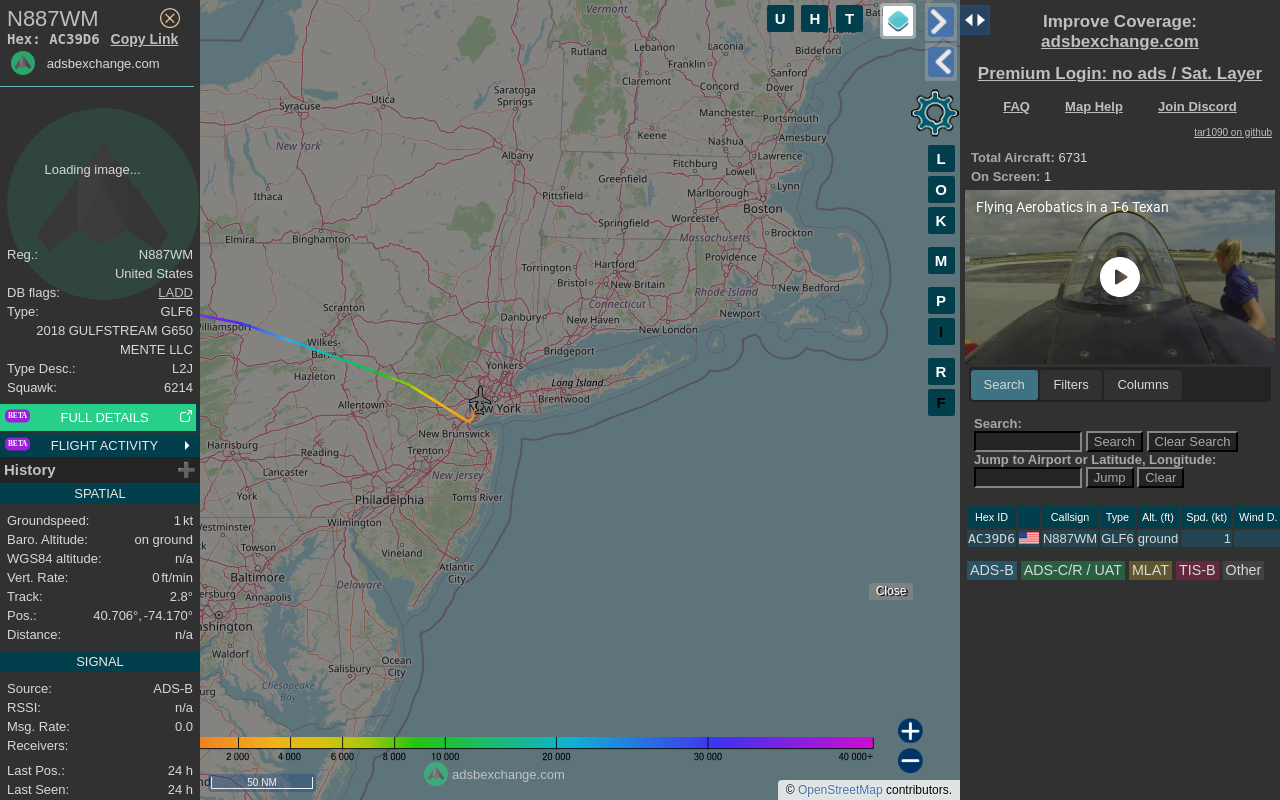 N887WM
Hex: AC39D6 Copy Link
adsbexchange.com
Loading image...
Reg.: N887WM
United States
DB flags: LADD
Type: GLF6
2018 GULFSTREAM G650
MENTE LLC
Type Desc.: L2J
Squawk: 6214
BETA FULL DETAILS
BETA FLIGHT ACTIVITY
History
SPATIAL
Groundspeed: 1 kt
Baro. Altitude: on ground
WGS84 altitude: n/a
Vert. Rate: 0 ft/min
Track: 2.8°
Pos.: 40.706°, -74.170°
Distance: n/a
SIGNAL
Source: ADS-B
RSSI: n/a
Msg. Rate: 0.0
Receivers:
Last Pos.: 24 h
Last Seen: 24 h
U H T
L
O
K
M
P
I
R
F
Vermont
Rutland
Lebanon
Laconia
Biddeford
Franklin
Sanford
Claremont
Concord
Dover
Saratoga
Springs
Syracuse
Utica
Manchester
Portsmouth
Keene
Nashua
Amesbury
New York
Albany
Fitchburg
Lawrence
Lowell
Greenfield
Ithaca
Pittsfield
Marlborough
Lynn
Boston
Worcester
Springfield
Brockton
Elmira
Binghamton
Massachusetts
Providence
Torrington
Hartford
Bristol
New Britain
Rhode Island
New Bedford
Connecticut
Scranton
Danbury
New Haven
Newport
New London
Williamsport
Wilkes-
Barre
Bridgeport
Yonkers
Hazleton
Long Island
Allentown
New York
Brentwood
New Brunswick
Harrisburg
Reading
Trenton
Lancaster
New Jersey
York
Philadelphia
Toms River
Westminster
Wilmington
Towson
Vineland
Baltimore
Atlantic
City
Delaware
Annapolis
Washington
Waldorf
Salisbury
Ocean
City
Chesapeake
Bay
Close
2 000 4 000 6 000 8 000 10 000 20 000 30 000 40 000+
adsbexchange.com
50 NM
© OpenStreetMap contributors.
Improve Coverage:
adsbexchange.com
Premium Login: no ads / Sat. Layer
FAQ Map Help Join Discord
tar1090 on github
Total Aircraft: 6731
On Screen: 1
Flying Aerobatics in a T-6 Texan
Search Filters Columns
Search:
Search Clear Search
Jump to Airport or Latitude, Longitude:
Jump Clear
Hex ID Callsign Type Alt. (ft) Spd. (kt) Wind D.
AC39D6 N887WM GLF6 ground 1
ADS-B ADS-C/R / UAT MLAT TIS-B Other